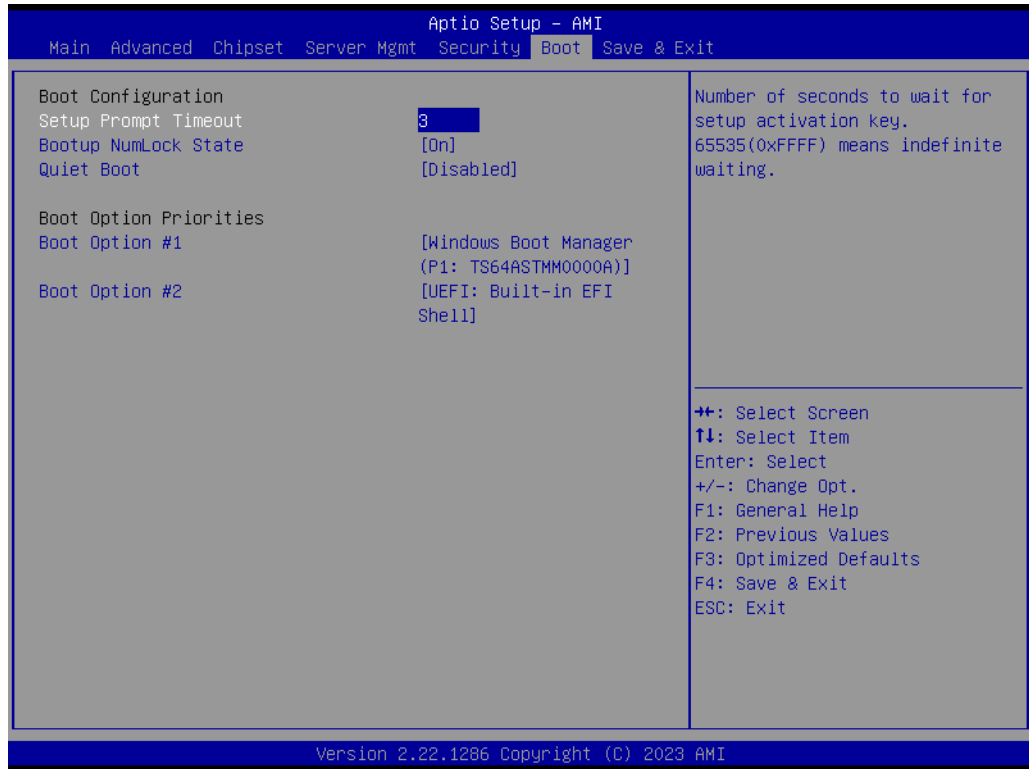 Aptio Setup – AMI
Main Advanced Chipset Server Mgmt Security Boot Save & Exit
Boot Configuration
Setup Prompt Timeout 3
Bootup NumLock State [On]
Quiet Boot [Disabled]
Boot Option Priorities
Boot Option #1 [Windows Boot Manager
(P1: TS64ASTMM0000A)]
Boot Option #2 [UEFI: Built-in EFI
Shell]
Number of seconds to wait for
setup activation key.
65535(0xFFFF) means indefinite
waiting.
→←: Select Screen
↑↓: Select Item
Enter: Select
+/-: Change Opt.
F1: General Help
F2: Previous Values
F3: Optimized Defaults
F4: Save & Exit
ESC: Exit
Version 2.22.1286 Copyright (C) 2023 AMI